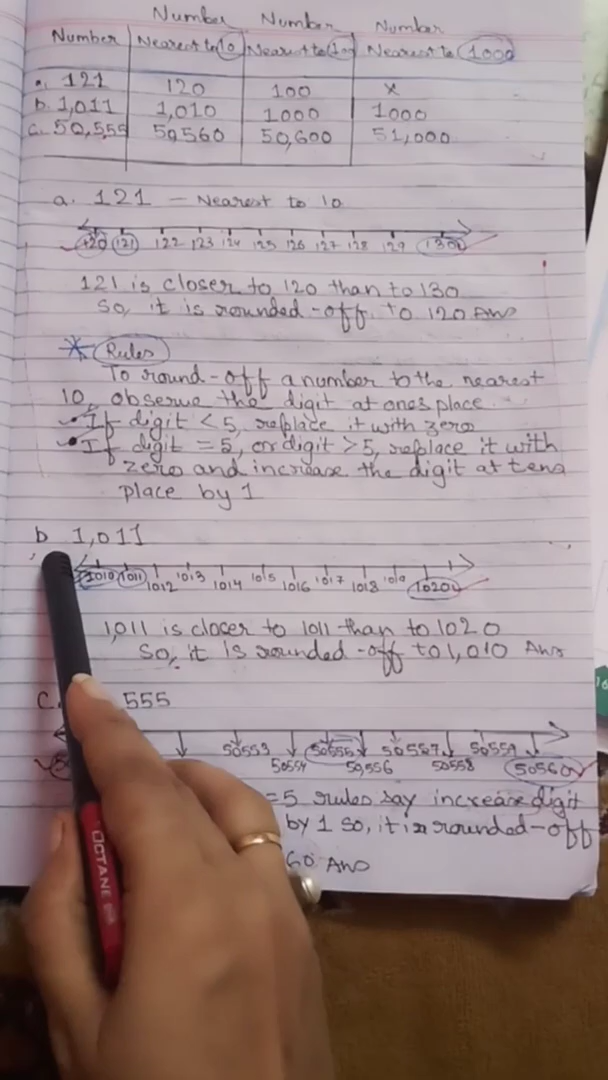 Number Number Number
Number Nearest to 10 Nearest to 100 Nearest to 1000
a. 121 120 100 x
b. 1,011 1,010 1000 1000
c. 50,555 50,560 50,600 51,000
a. 121 - Nearest to 10
120 121 122 123 124 125 126 127 128 129 130
121 is closer to 120 than to 130
So, it is rounded-off to 120 Ans
* Rules
To round-off a number to the nearest
10, observe the digit at ones place.
• If digit < 5, replace it with zero
• If digit = 5, or digit > 5, replace it with
zero and increase the digit at tens
place by 1
b 1,011
1010 1011 1012 1013 1014 1015 1016 1017 1018 1019 1020
1,011 is closer to 1011 than to 1020
So, it is rounded-off to 1,010 Ans
C. 555
50553 50554 50555 50,556 50557 50558 50559 50560
=5 rules say increase digit
by 1 so, it is rounded-off
60 Ans
OCTANE
16